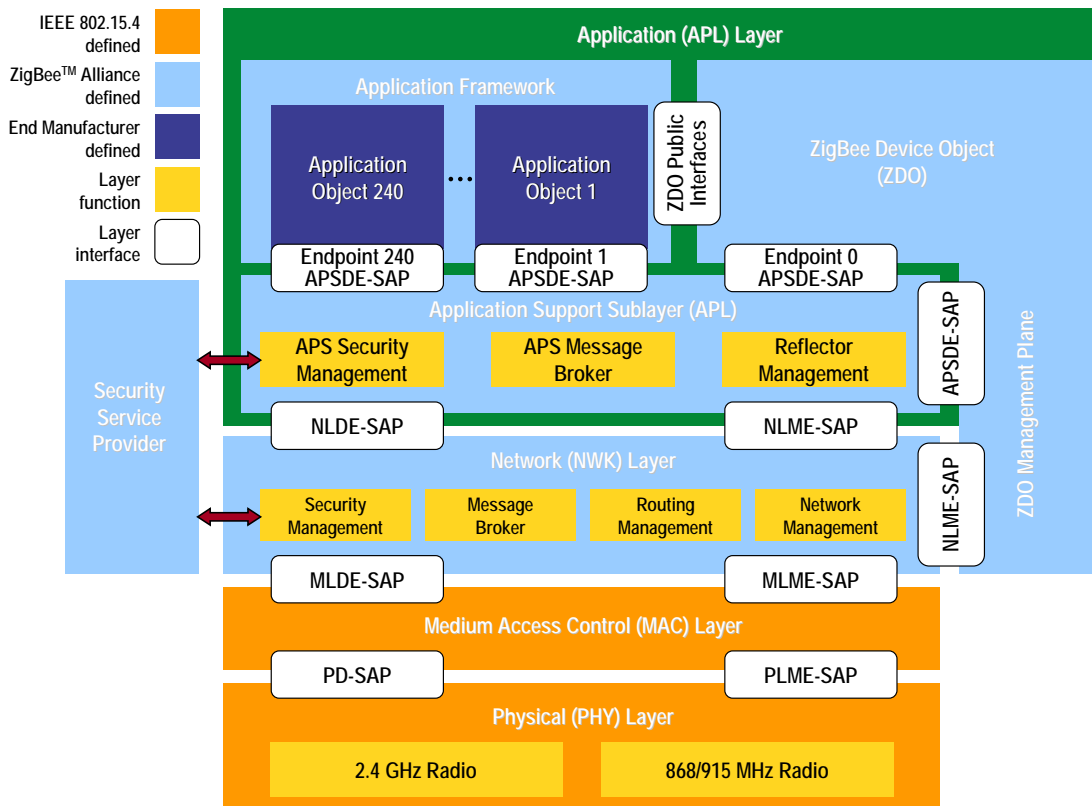 IEEE 802.15.4
defined
ZigBee™ Alliance
defined
End Manufacturer
defined
Layer
function
Layer
interface
Application (APL) Layer
Application Framework
Application
Object 240
...
Application
Object 1
ZDO Public
Interfaces
ZigBee Device Object
(ZDO)
Endpoint 240
APSDE-SAP
Endpoint 1
APSDE-SAP
Endpoint 0
APSDE-SAP
Application Support Sublayer (APL)
APS Security
Management
APS Message
Broker
Reflector
Management
APSDE-SAP
ZDO Management Plane
Security
Service
Provider
NLDE-SAP
NLME-SAP
Network (NWK) Layer
Security
Management
Message
Broker
Routing
Management
Network
Management
NLME-SAP
MLDE-SAP
MLME-SAP
Medium Access Control (MAC) Layer
PD-SAP
PLME-SAP
Physical (PHY) Layer
2.4 GHz Radio
868/915 MHz Radio